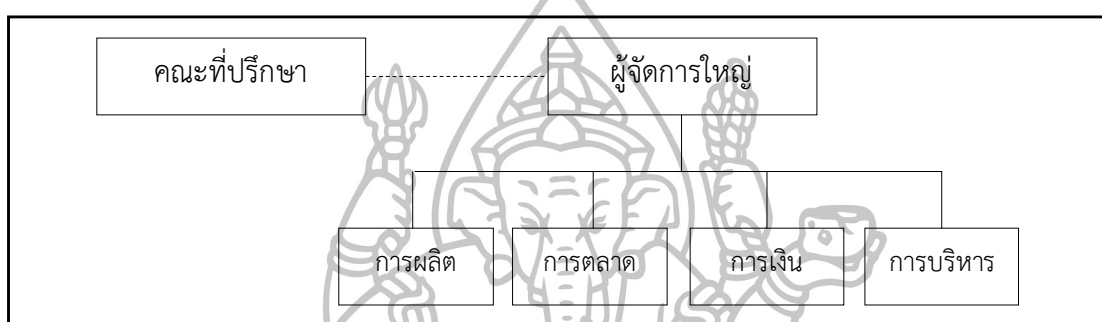 คณะที่ปรึกษา
ผู้จัดการใหญ่
การผลิต
การตลาด
การเงิน
การบริหาร